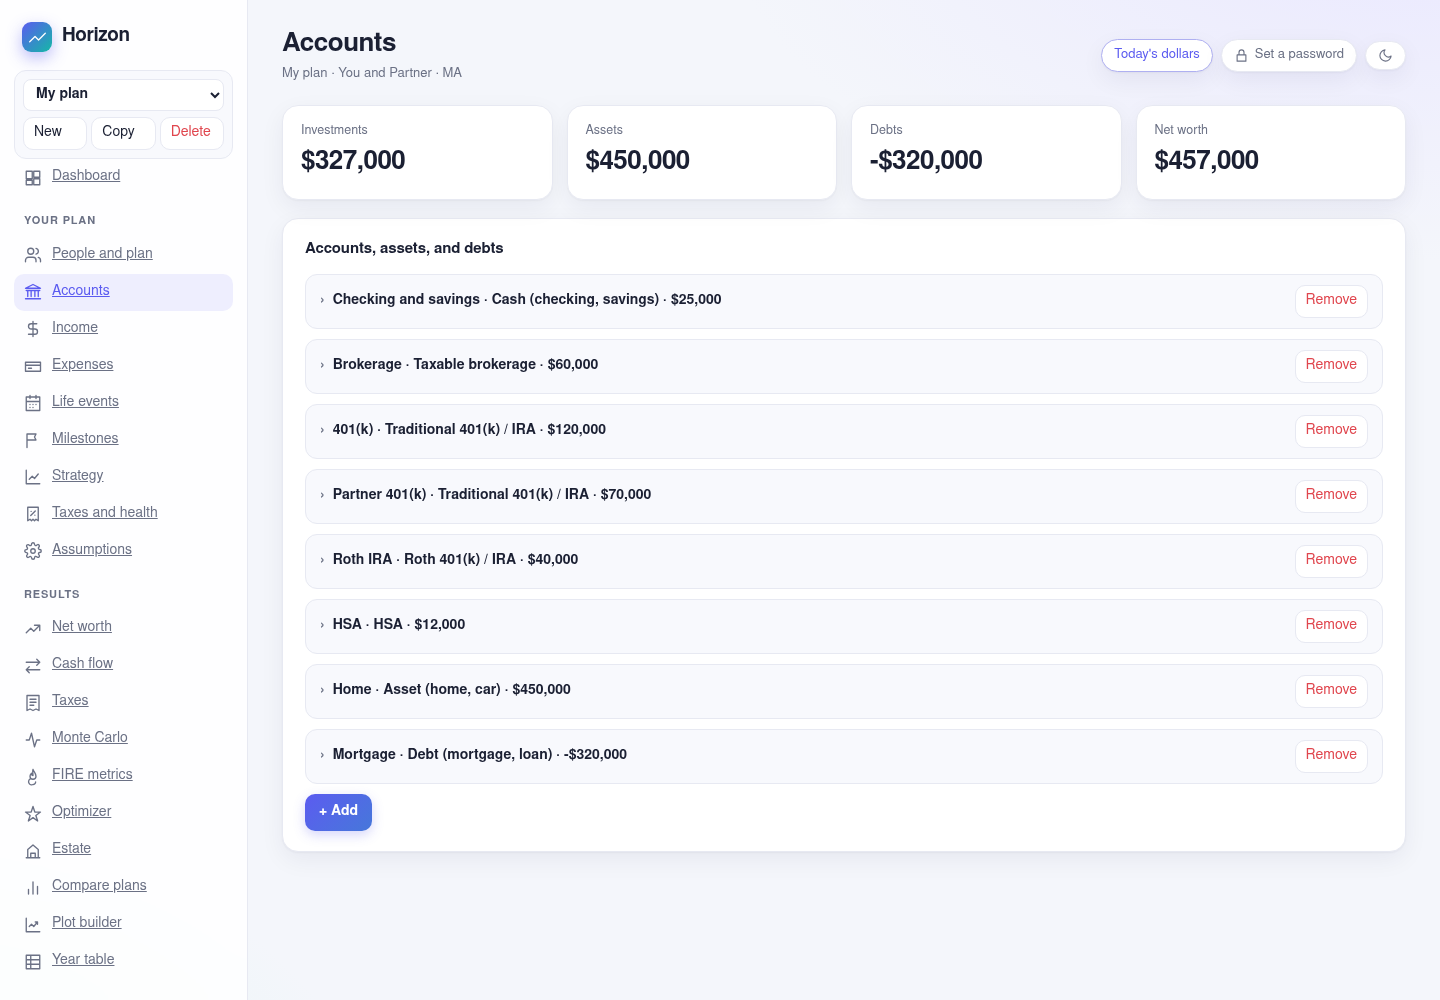 Horizon
My plan
New
Copy
Delete
Dashboard
YOUR PLAN
People and plan
Accounts
Income
Expenses
Life events
Milestones
Strategy
Taxes and health
Assumptions
RESULTS
Net worth
Cash flow
Taxes
Monte Carlo
FIRE metrics
Optimizer
Estate
Compare plans
Plot builder
Year table
Accounts
My plan · You and Partner · MA
Today's dollars
Set a password
Investments
$327,000
Assets
$450,000
Debts
-$320,000
Net worth
$457,000
Accounts, assets, and debts
› Checking and savings · Cash (checking, savings) · $25,000 Remove
› Brokerage · Taxable brokerage · $60,000 Remove
› 401(k) · Traditional 401(k) / IRA · $120,000 Remove
› Partner 401(k) · Traditional 401(k) / IRA · $70,000 Remove
› Roth IRA · Roth 401(k) / IRA · $40,000 Remove
› HSA · HSA · $12,000 Remove
› Home · Asset (home, car) · $450,000 Remove
› Mortgage · Debt (mortgage, loan) · -$320,000 Remove
+ Add